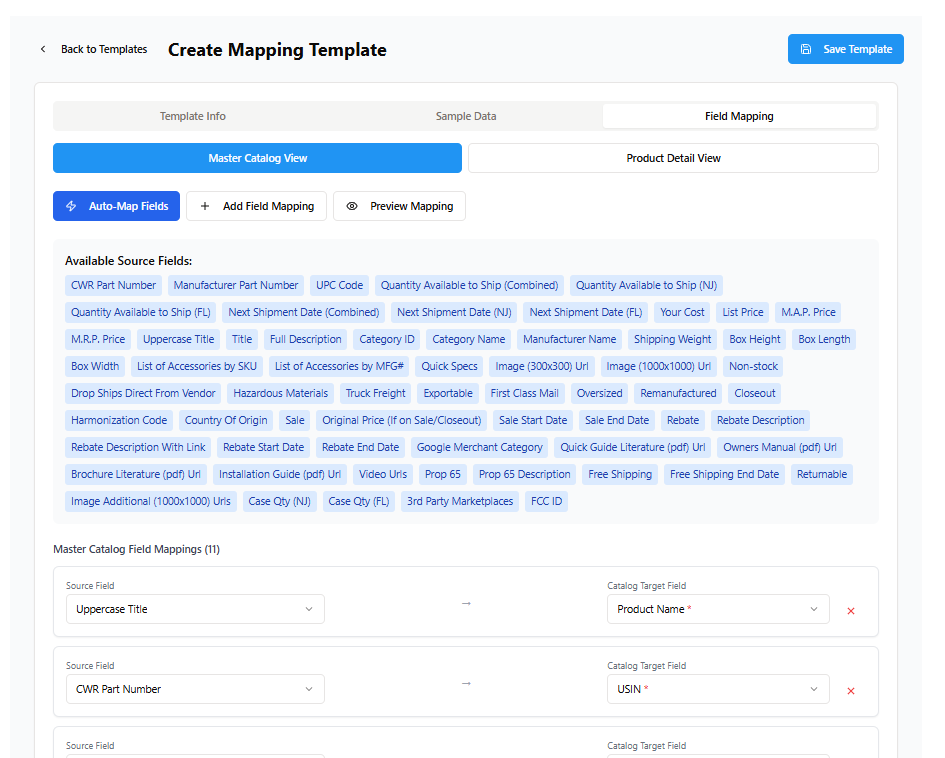 Back to Templates Create Mapping Template Save Template
Template Info Sample Data Field Mapping
Master Catalog View Product Detail View
Auto-Map Fields Add Field Mapping Preview Mapping
Available Source Fields:
CWR Part Number Manufacturer Part Number UPC Code Quantity Available to Ship (Combined) Quantity Available to Ship (NJ)
Quantity Available to Ship (FL) Next Shipment Date (Combined) Next Shipment Date (NJ) Next Shipment Date (FL) Your Cost List Price M.A.P. Price
M.R.P. Price Uppercase Title Title Full Description Category ID Category Name Manufacturer Name Shipping Weight Box Height Box Length
Box Width List of Accessories by SKU List of Accessories by MFG# Quick Specs Image (300x300) Url Image (1000x1000) Url Non-stock
Drop Ships Direct From Vendor Hazardous Materials Truck Freight Exportable First Class Mail Oversized Remanufactured Closeout
Harmonization Code Country Of Origin Sale Original Price (If on Sale/Closeout) Sale Start Date Sale End Date Rebate Rebate Description
Rebate Description With Link Rebate Start Date Rebate End Date Google Merchant Category Quick Guide Literature (pdf) Url Owners Manual (pdf) Url
Brochure Literature (pdf) Url Installation Guide (pdf) Url Video Urls Prop 65 Prop 65 Description Free Shipping Free Shipping End Date Returnable
Image Additional (1000x1000) Urls Case Qty (NJ) Case Qty (FL) 3rd Party Marketplaces FCC ID
Master Catalog Field Mappings (11)
Source Field Catalog Target Field
Uppercase Title → Product Name *
Source Field Catalog Target Field
CWR Part Number → USIN *
Source Field Catalog Target Field